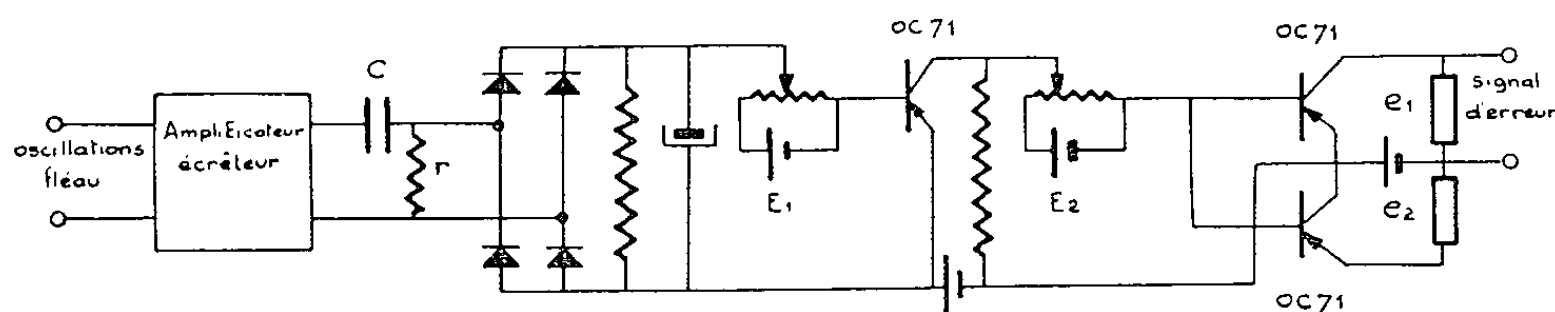 OC 71
OC 71
C
signal
d'erreur
e1
Amplificateur
écrêteur
oscillations
fléau
r
E1
E2
e2
OC 71